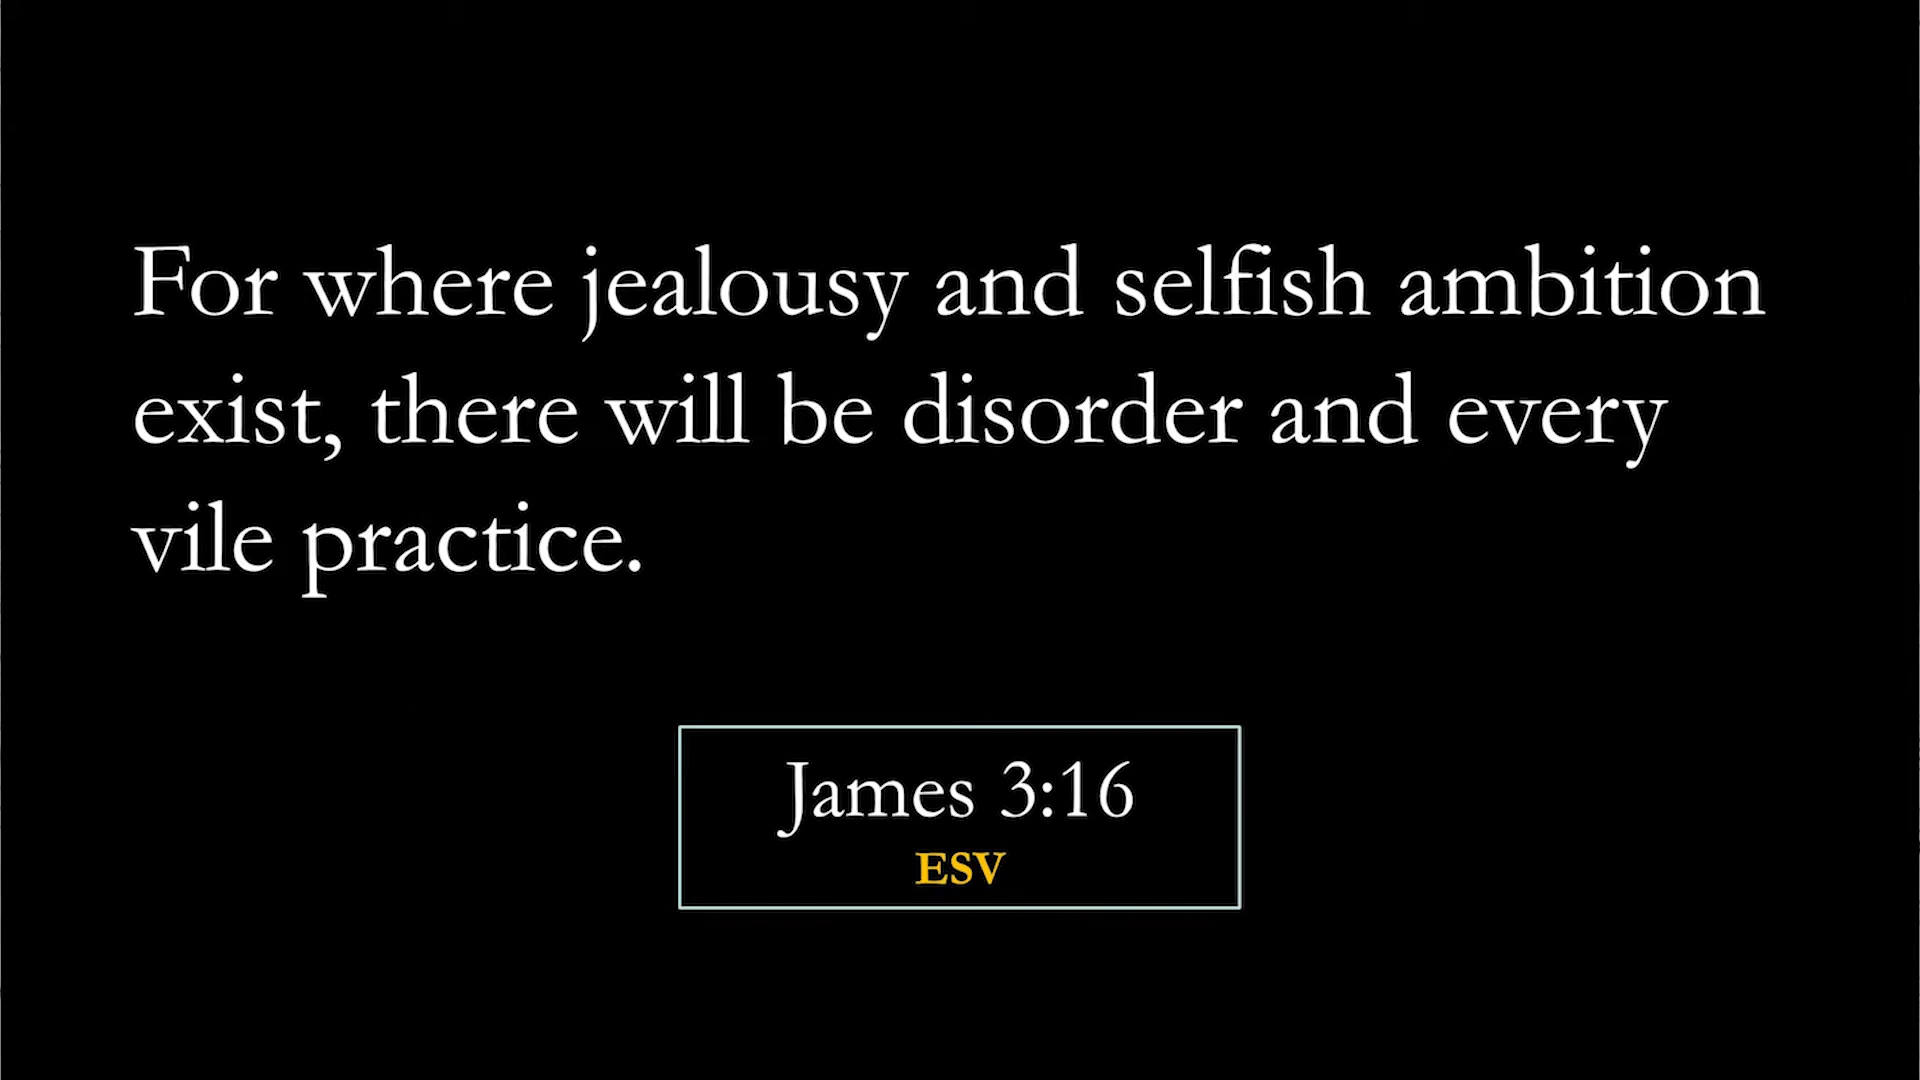 For where jealousy and selfish ambition
exist, there will be disorder and every
vile practice.
James 3:16
ESV